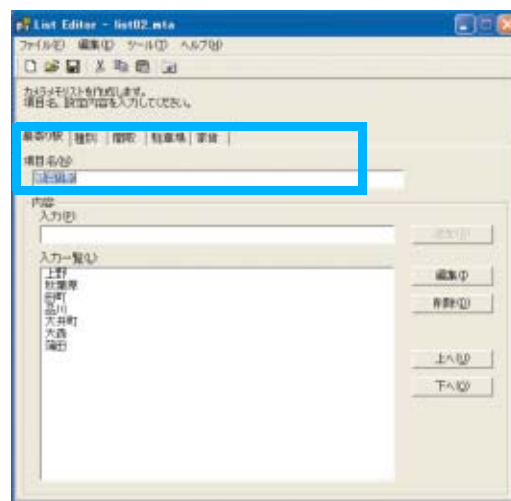 List Editor - list02.mta
ファイル(F) 編集(E) ツール(T) ヘルプ(H)
カメラメモリストを作成します。
項目名、設定内容を入力してください。
最寄り駅 種別 間取 駐車場 家賃
項目名(N)
内容
入力(P)
追加(A)
入力一覧(L)
上野
秋葉原
田町
品川
大井町
大森
蒲田
編集(I)
削除(D)
上へ(U)
下へ(O)